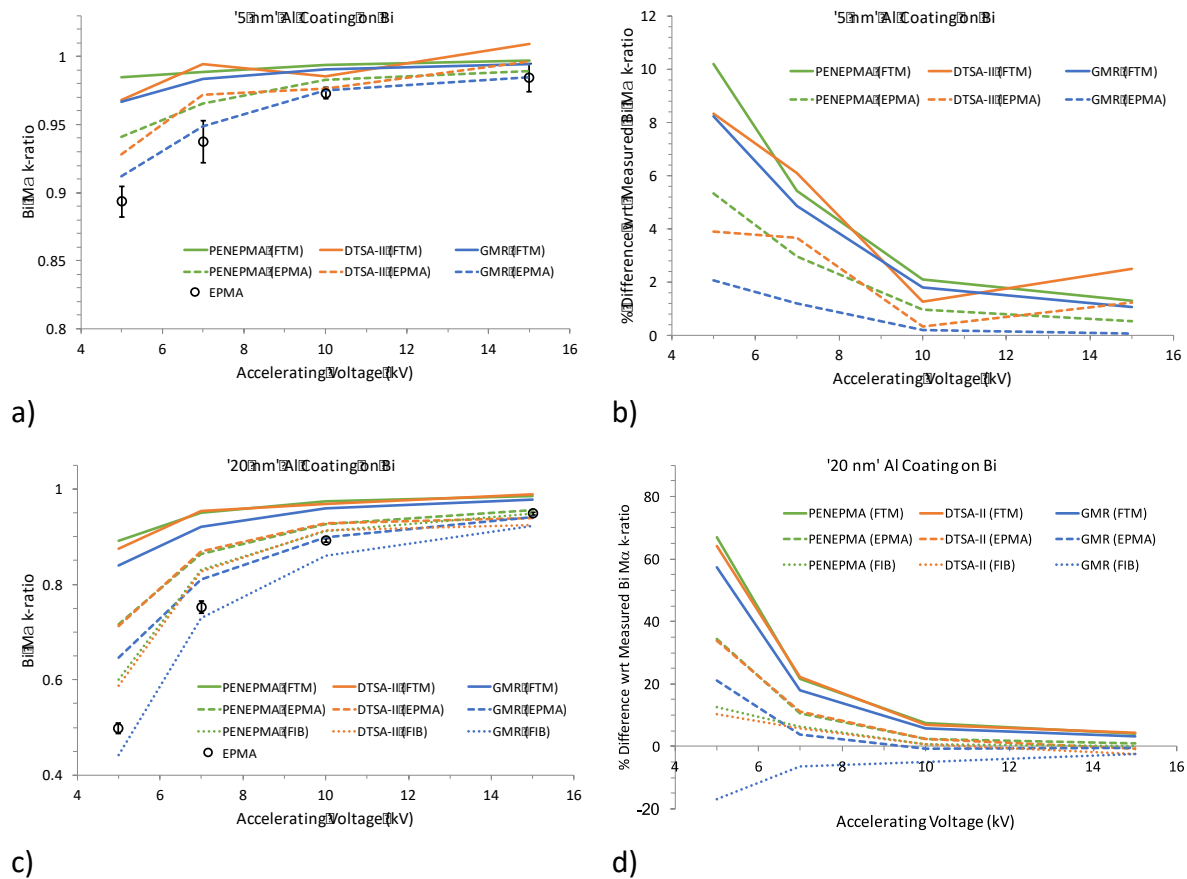 '5 nm' Al Coating on Bi
Bi Mα k-ratio
1
0.95
0.9
0.85
0.8
4 6 8 10 12 14 16
PENEPMA (FTM) DTSA-II (FTM) GMR (FTM)
PENEPMA (EPMA) DTSA-II (EPMA) GMR (EPMA)
EPMA
Accelerating Voltage (kV)
a)
'5 nm' Al Coating on Bi
% Difference wrt Measured Bi Mα k-ratio
12
10
8
6
4
2
0
4 6 8 10 12 14 16
PENEPMA (FTM) DTSA-II (FTM) GMR (FTM)
PENEPMA (EPMA) DTSA-II (EPMA) GMR (EPMA)
Accelerating Voltage (kV)
b)
'20 nm' Al Coating on Bi
Bi Mα k-ratio
1
0.8
0.6
0.4
4 6 8 10 12 14 16
PENEPMA (FTM) DTSA-II (FTM) GMR (FTM)
PENEPMA (EPMA) DTSA-II (EPMA) GMR (EPMA)
PENEPMA (FIB) DTSA-II (FIB) GMR (FIB)
EPMA
Accelerating Voltage (kV)
c)
'20 nm' Al Coating on Bi
% Difference wrt Measured Bi Mα k-ratio
80
60
40
20
0
-20
4 6 8 10 12 14 16
PENEPMA (FTM) DTSA-II (FTM) GMR (FTM)
PENEPMA (EPMA) DTSA-II (EPMA) GMR (EPMA)
PENEPMA (FIB) DTSA-II (FIB) GMR (FIB)
Accelerating Voltage (kV)
d)